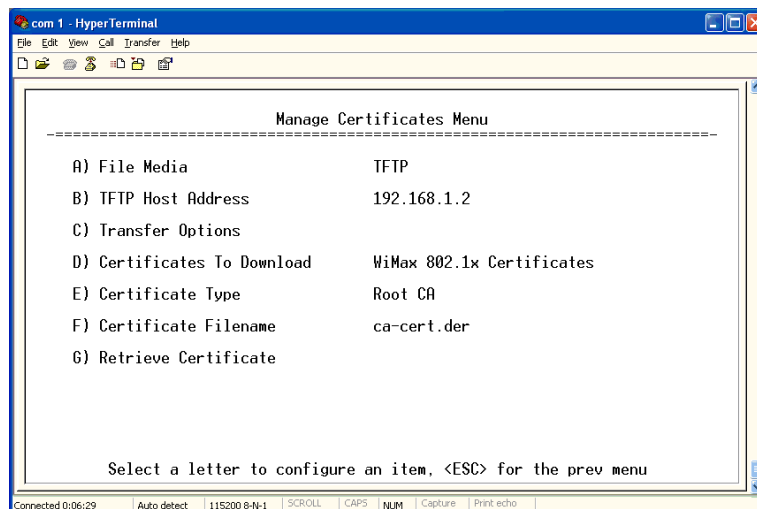 com 1 - HyperTerminal
File Edit View Call Transfer Help
Manage Certificates Menu
-==========================================================================-
A) File Media TFTP
B) TFTP Host Address 192.168.1.2
C) Transfer Options
D) Certificates To Download WiMax 802.1x Certificates
E) Certificate Type Root CA
F) Certificate Filename ca-cert.der
G) Retrieve Certificate
Select a letter to configure an item, <ESC> for the prev menu
Connected 0:06:29 Auto detect 115200 8-N-1 SCROLL CAPS NUM Capture Print echo